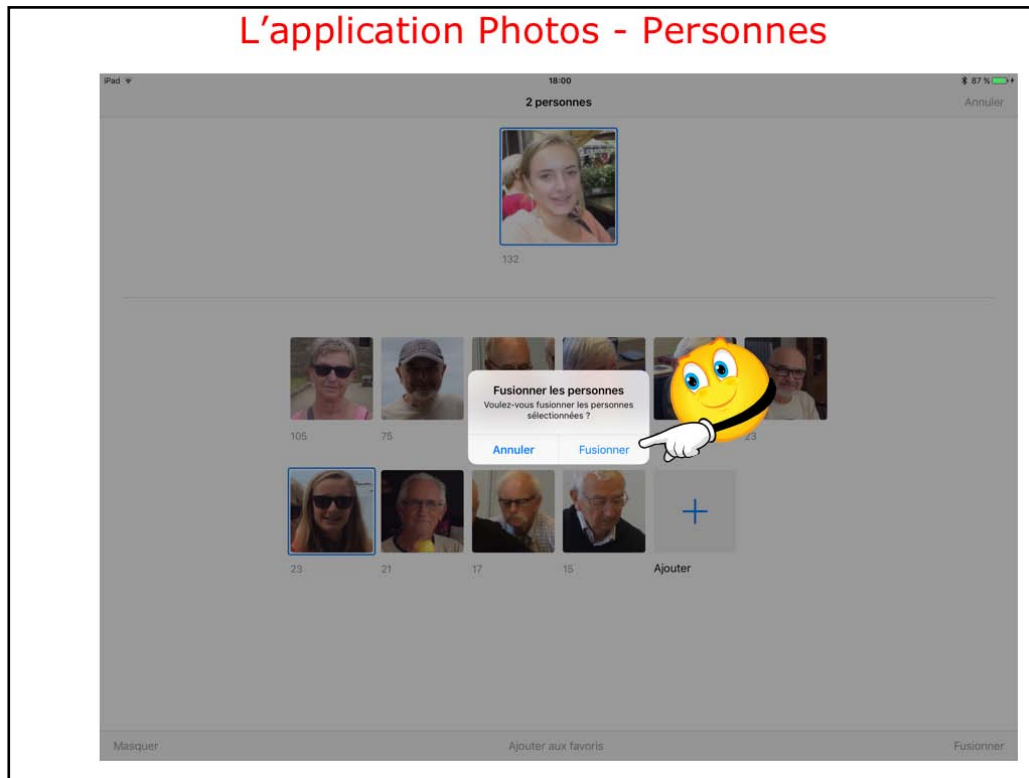 L'application Photos - Personnes
iPad 18:00 87 %
2 personnes Annuler
132
Fusionner les personnes
Voulez-vous fusionner les personnes
sélectionnées ?
Annuler Fusionner
105 75 23
23 21 17 15 Ajouter
Masquer Ajouter aux favoris Fusionner